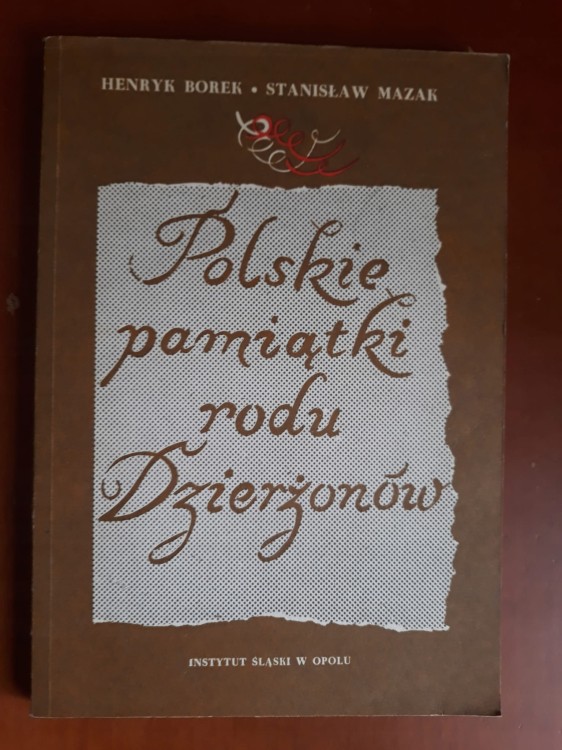 HENRYK BOREK • STANISŁAW MAZAK
Polskie
pamiątki
rodu
Dzierżonów
INSTYTUT ŚLĄSKI W OPOLU